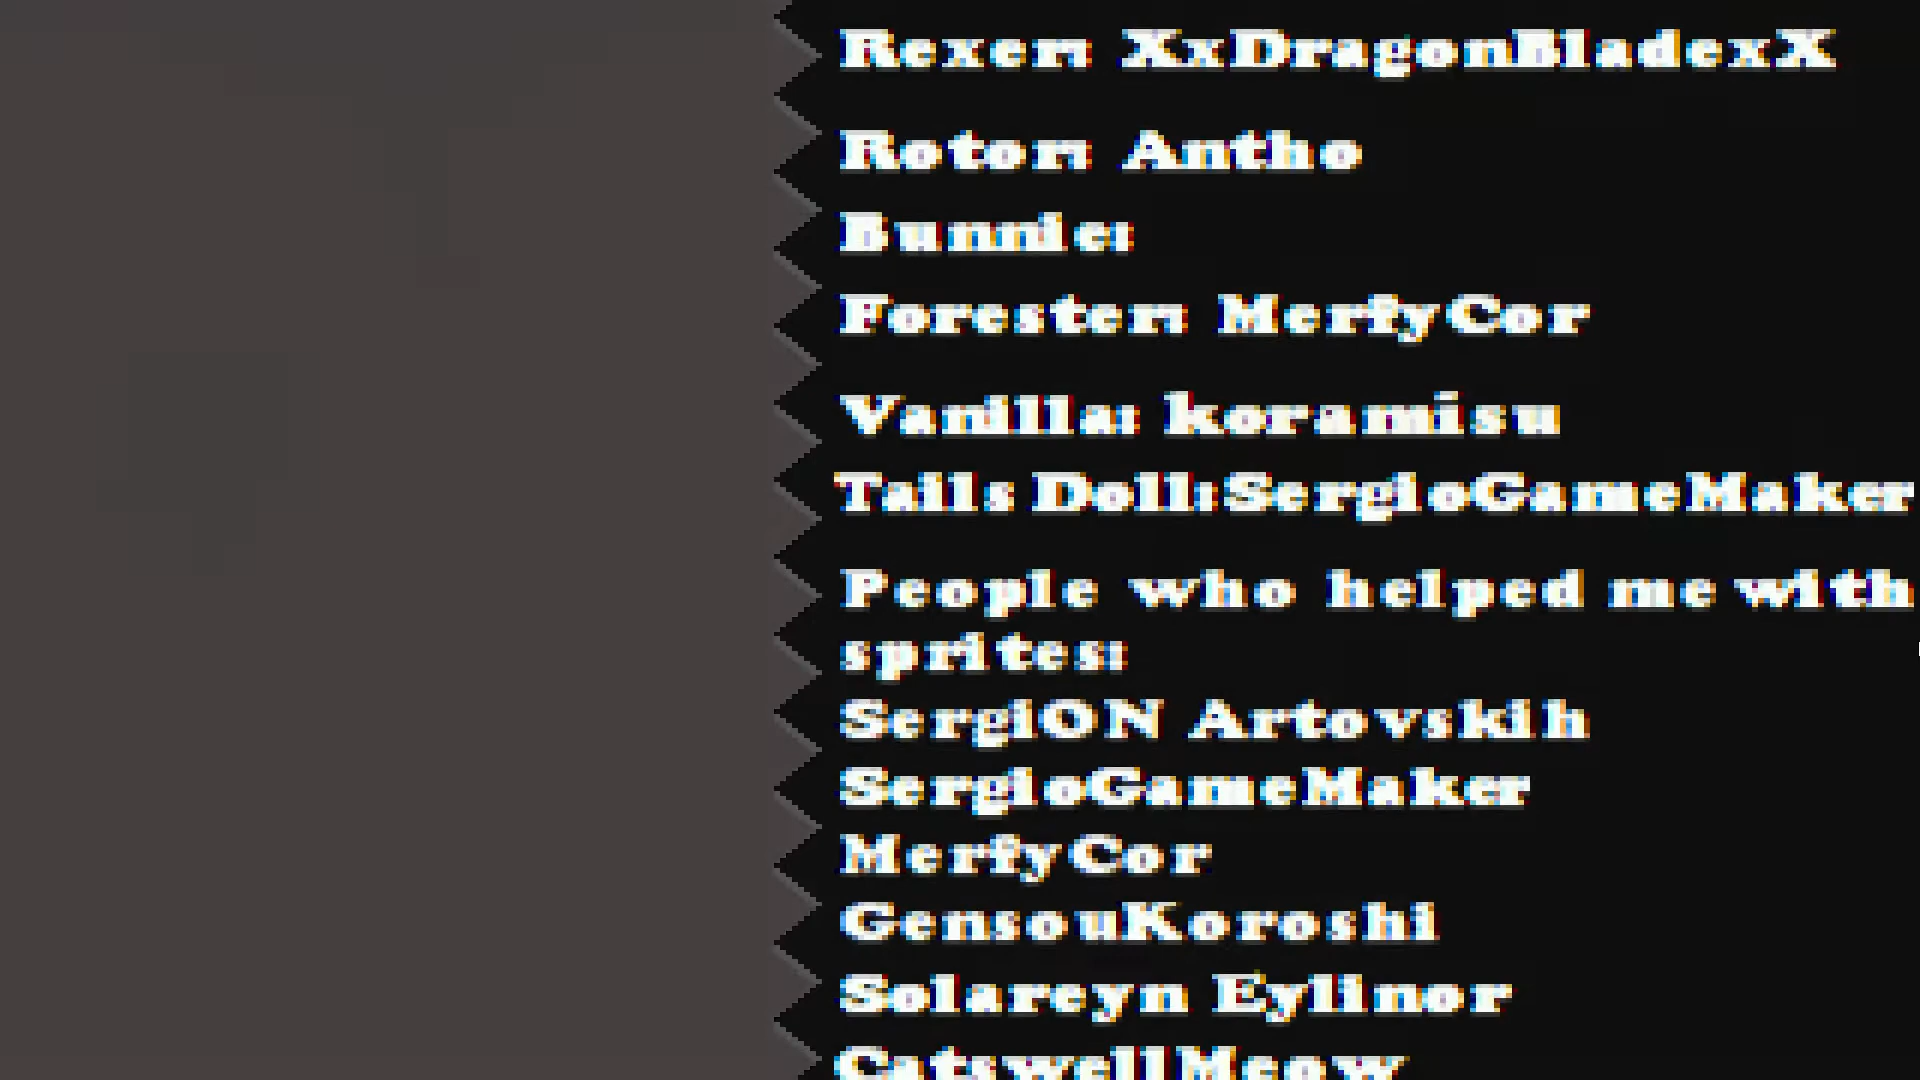 Rexer: XxDragonBladexX
Rotor: Antho
Bunnie:
Forester: MerfyCor
Vanilla: koramisu
Tails Doll:SergioGameMaker
People who helped me with
sprites:
SergiON Artovskih
SergioGameMaker
MerfyCor
GensouKoroshi
Solareyn Eylinor
CatswellMeow